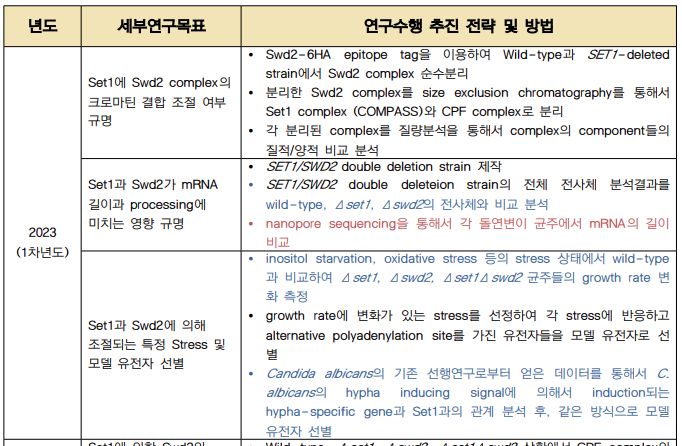 년도
세부연구목표
연구수행 추진 전략 및 방법
2023
(1차년도)
Set1에 Swd2 complex의
크로마틴 결합 조절 여부
규명
• Swd2-6HA epitope tag을 이용하여 Wild-type과 SET1-deleted
strain에서 Swd2 complex 순수분리
• 분리한 Swd2 complex를 size exclusion chromatography를 통해서
Set1 complex (COMPASS)와 CPF complex로 분리
• 각 분리된 complex를 질량분석을 통해서 complex의 component들의
질적/양적 비교 분석
Set1과 Swd2가 mRNA
길이과 processing에
미치는 영향 규명
• SET1/SWD2 double deletion strain 제작
• SET1/SWD2 double deleteion strain의 전체 전사체 분석결과를
wild-type, Δset1, Δswd2의 전사체와 비교 분석
• nanopore sequencing을 통해서 각 돌연변이 균주에서 mRNA의 길이
비교
Set1과 Swd2에 의해
조절되는 특정 Stress 및
모델 유전자 선별
• inositol starvation, oxidative stress 등의 stress 상태에서 wild-type
과 비교하여 Δset1, Δswd2, Δset1Δswd2 균주들의 growth rate 변
화 측정
• growth rate에 변화가 있는 stress를 선정하여 각 stress에 반응하고
alternative polyadenylation site를 가진 유전자들을 모델 유전자로 선
별
• Candida albicans의 기존 선행연구로부터 얻은 데이터를 통해서 C.
albicans의 hypha inducing signal에 의해서 induction되는
hypha-specific gene과 Set1과의 관계 분석 후, 같은 방식으로 모델
유전자 선별